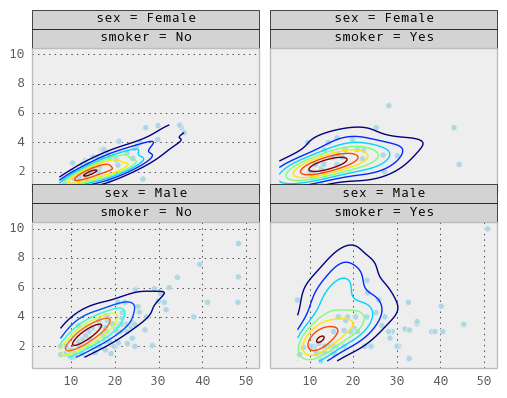 sex = Female
sex = Female
smoker = No
smoker = Yes
10
8
6
4
2
sex = Male
sex = Male
smoker = No
smoker = Yes
10
8
6
4
2
10 20 30 40 50
10 20 30 40 50